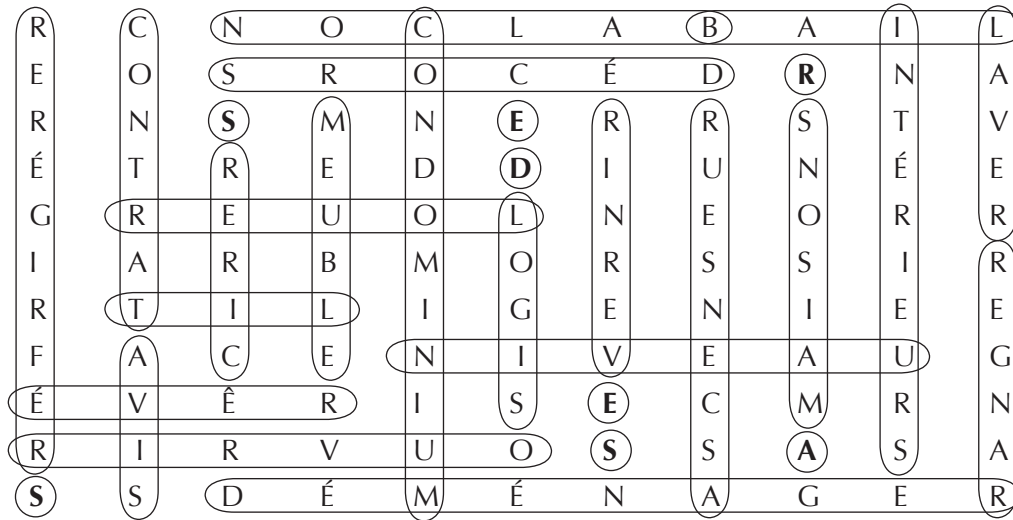 R C N O C L A B A I L
E O S R O C É D R N A
R N S M N E R R S T V
É T R E D D I U N É E
G R E U O L N E O R R
I A R B M O R S S I R
R T I L I G E N I E E
F A C E N I V E A U G
É V Ê R I S E C M R N
R I R V U O S S A S A
S S D É M É N A G E R